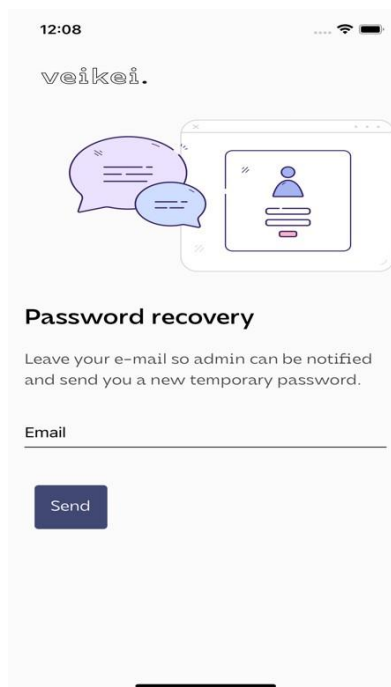 12:08
veikei.
Password recovery
Leave your e-mail so admin can be notified
and send you a new temporary password.
Email
Send